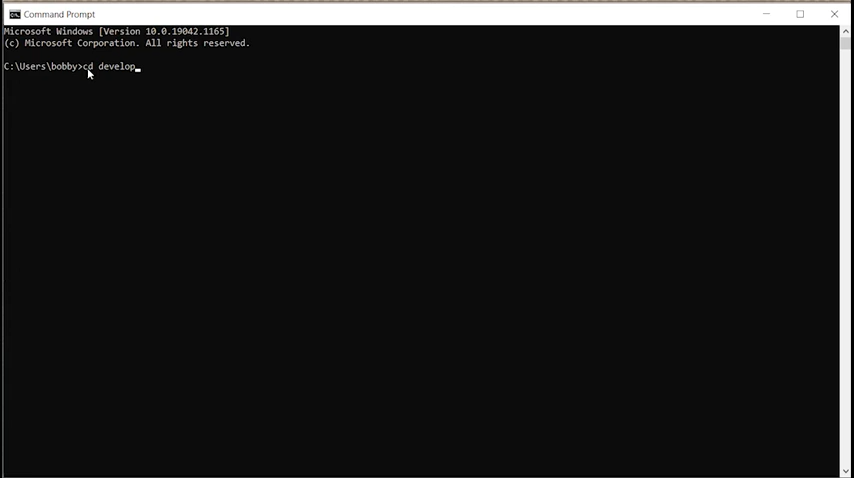 Command Prompt
Microsoft Windows [Version 10.0.19042.1165]
(c) Microsoft Corporation. All rights reserved.
C:\Users\bobby>cd develop